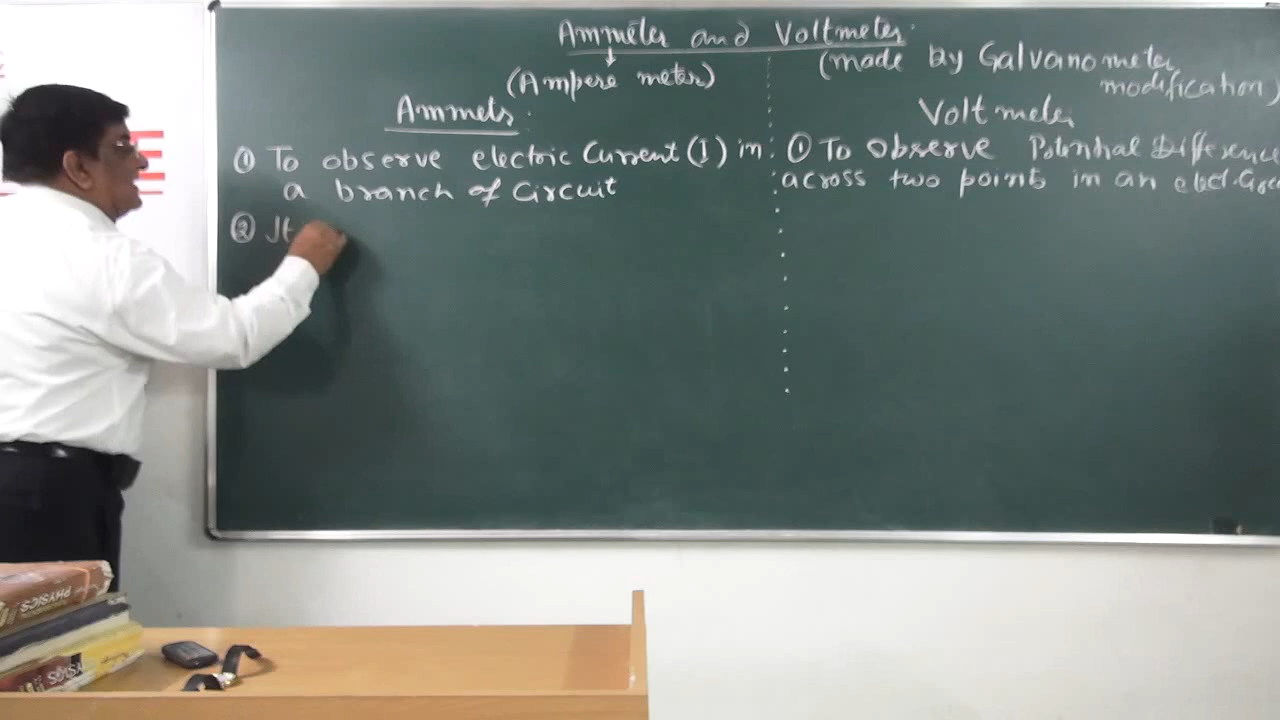 Ammeter and Voltmeter
(Ampere meter)
(made by Galvanometer
modification)
Ammeter
① To observe electric Current (I) in
a branch of Circuit
② It
Voltmeter
① To Observe Potential Difference
across two points in an elect.
PHYSICS